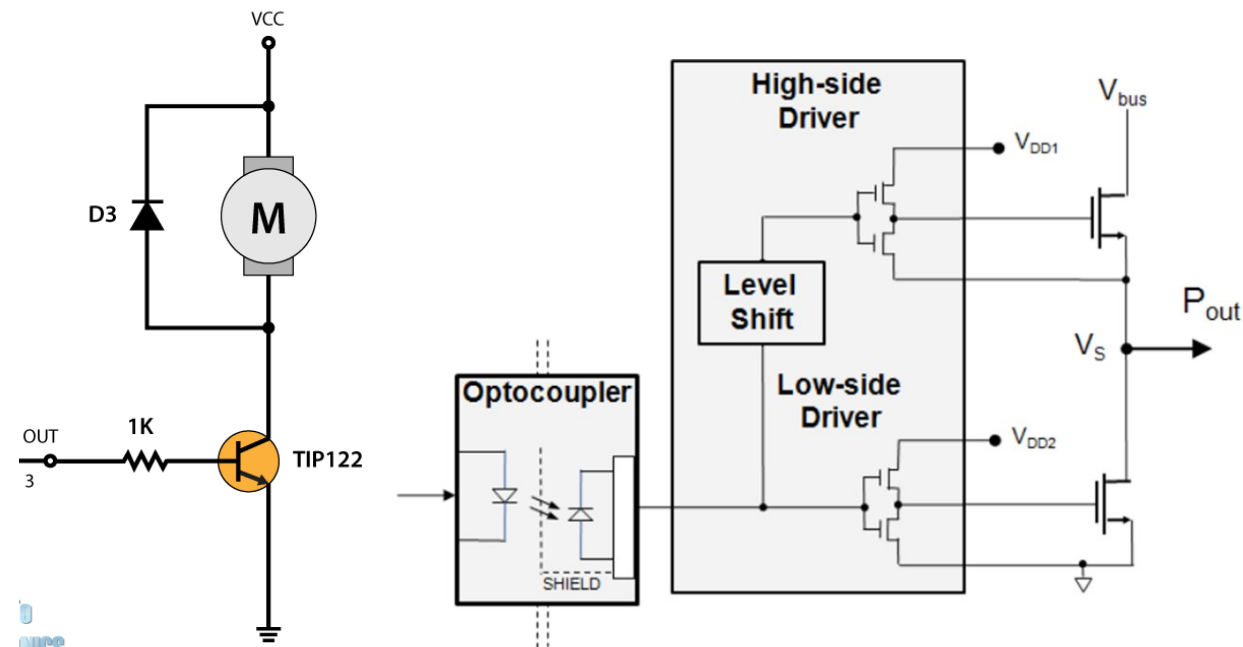 VCC
D3
M
OUT
3
1K
TIP122
Optocoupler
SHIELD
High-side
Driver
VDD1
Level
Shift
Low-side
Driver
VDD2
Vbus
Pout
VS